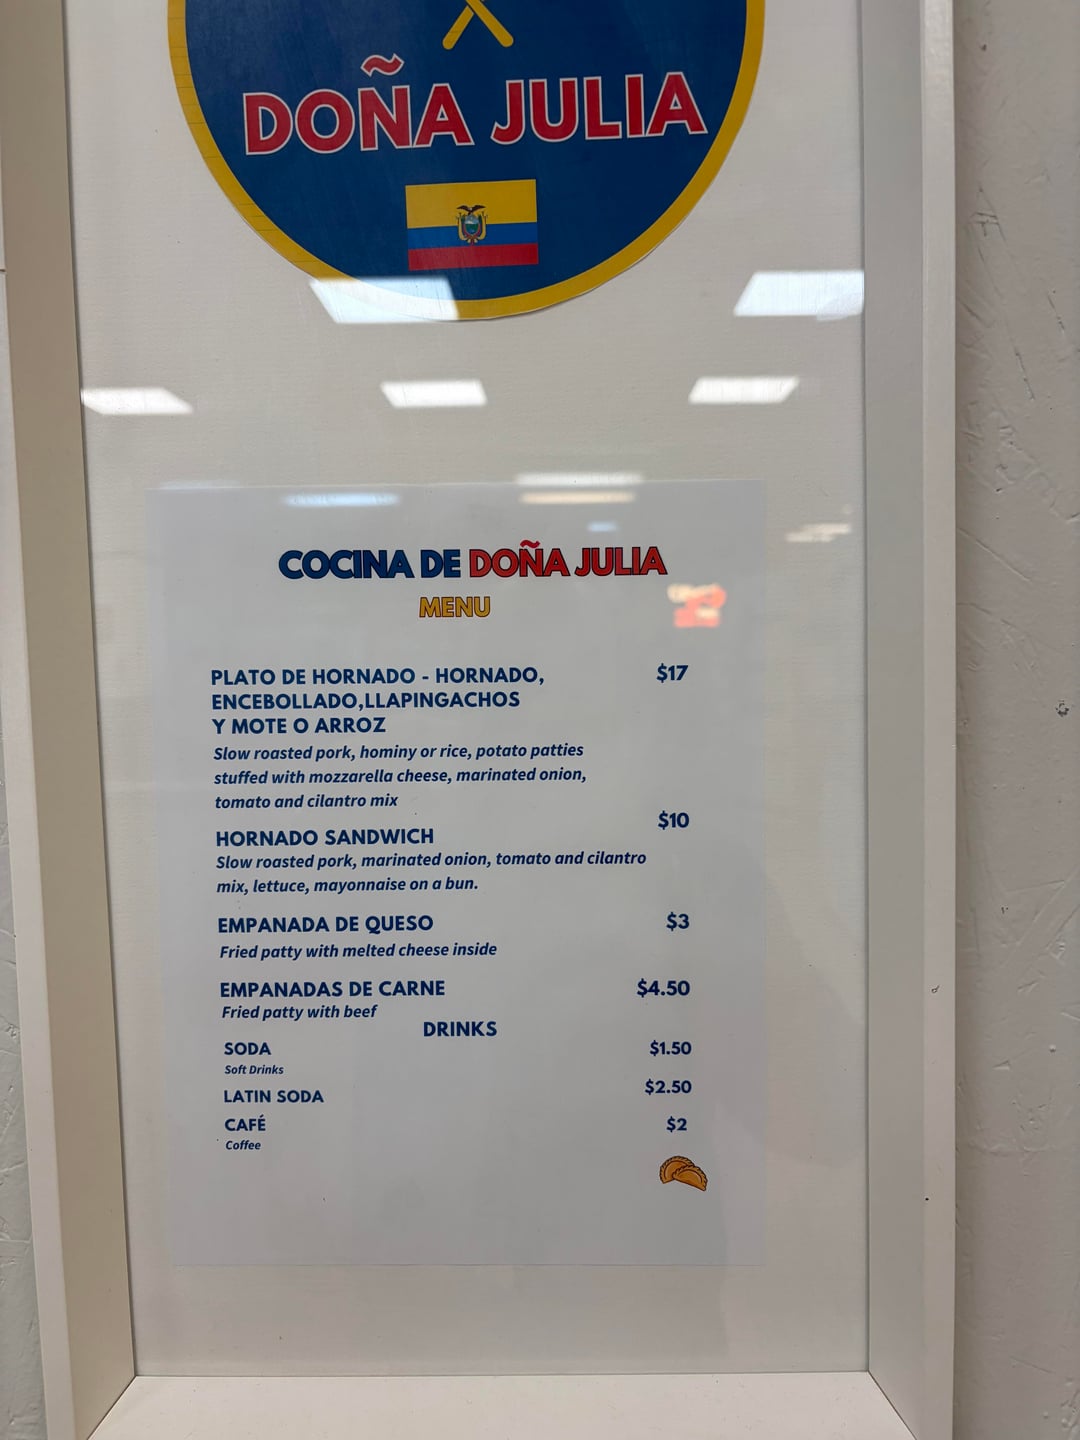 DOÑA JULIA
COCINA DE DOÑA JULIA
MENU
PLATO DE HORNADO - HORNADO, $17
ENCEBOLLADO,LLAPINGACHOS
Y MOTE O ARROZ
Slow roasted pork, hominy or rice, potato patties
stuffed with mozzarella cheese, marinated onion,
tomato and cilantro mix
$10
HORNADO SANDWICH
Slow roasted pork, marinated onion, tomato and cilantro
mix, lettuce, mayonnaise on a bun.
EMPANADA DE QUESO $3
Fried patty with melted cheese inside
EMPANADAS DE CARNE $4.50
Fried patty with beef
DRINKS
SODA $1.50
Soft Drinks
LATIN SODA $2.50
CAFÉ $2
Coffee